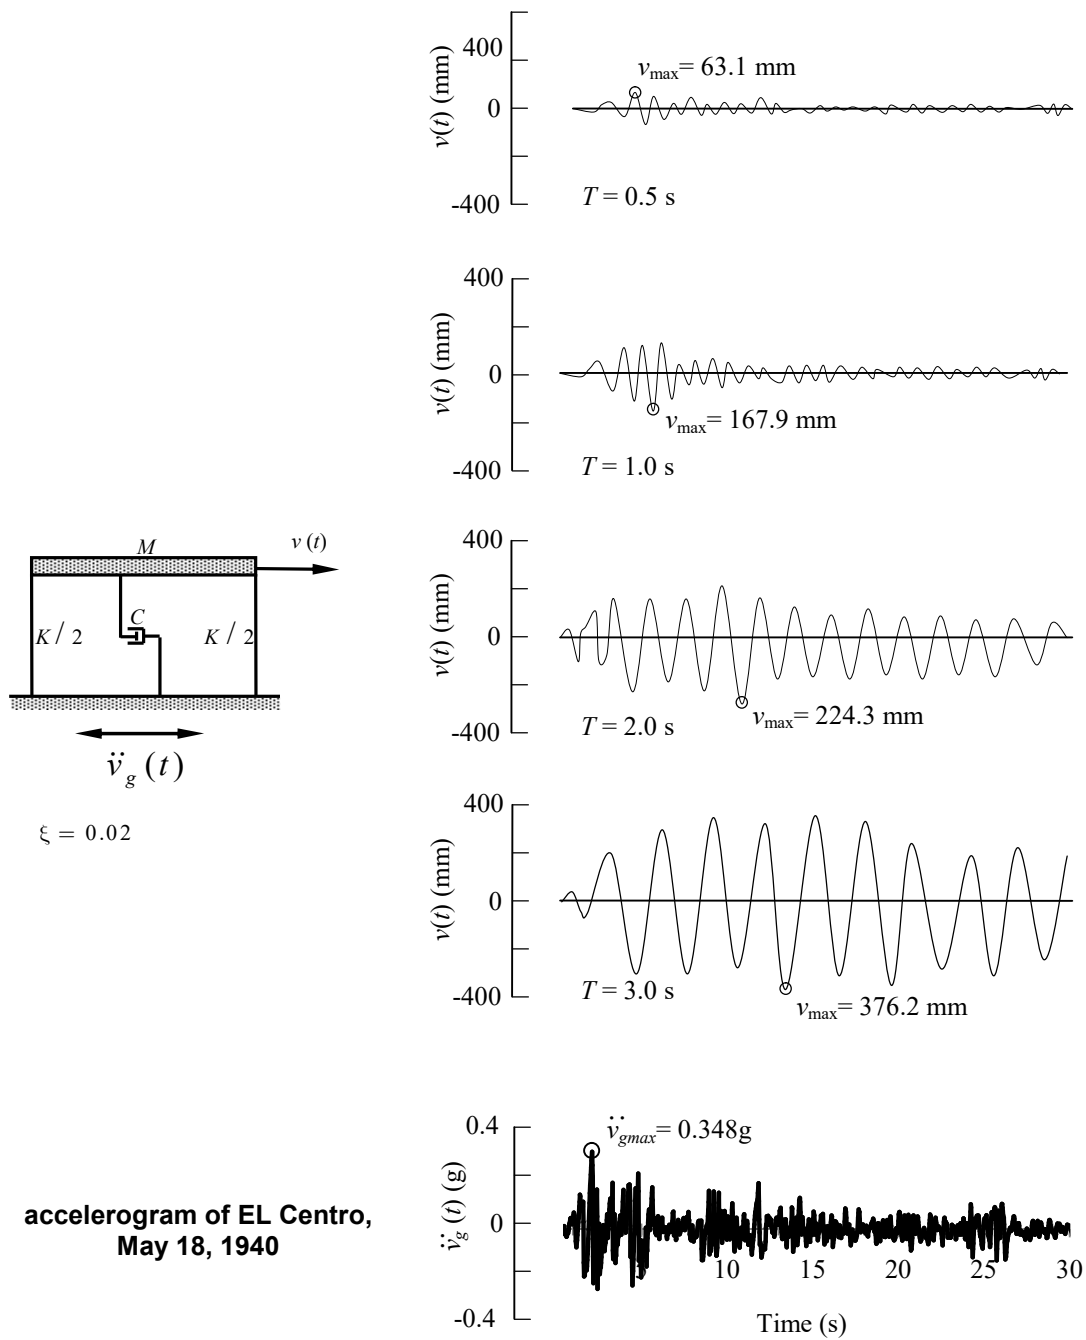 400
v(t) (mm)
0
-400
v_max= 63.1 mm
T = 0.5 s
400
v(t) (mm)
0
-400
v_max= 167.9 mm
T = 1.0 s
M
v (t)
C
K / 2
K / 2
v̈_g (t)
ξ = 0.02
400
v(t) (mm)
0
-400
v_max= 224.3 mm
T = 2.0 s
400
v(t) (mm)
0
-400
T = 3.0 s
v_max= 376.2 mm
accelerogram of EL Centro,
May 18, 1940
0.4
v̈_g (t) (g)
0
-0.4
v̈_gmax= 0.348g
10 15 20 25 30
Time (s)